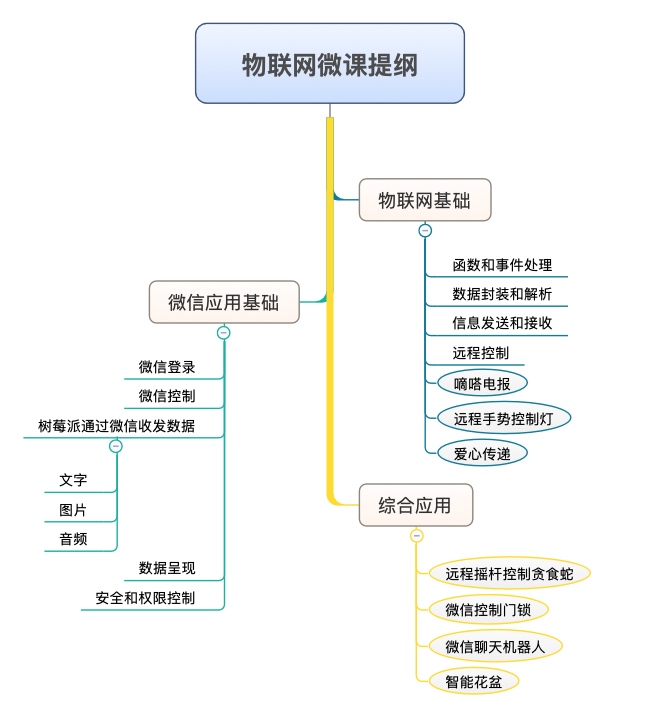 物联网微课提纲
物联网基础
函数和事件处理
数据封装和解析
信息发送和接收
远程控制
嘀嗒电报
远程手势控制灯
爱心传递
微信应用基础
微信登录
微信控制
树莓派通过微信收发数据
文字
图片
音频
数据呈现
安全和权限控制
综合应用
远程摇杆控制贪食蛇
微信控制门锁
微信聊天机器人
智能花盆